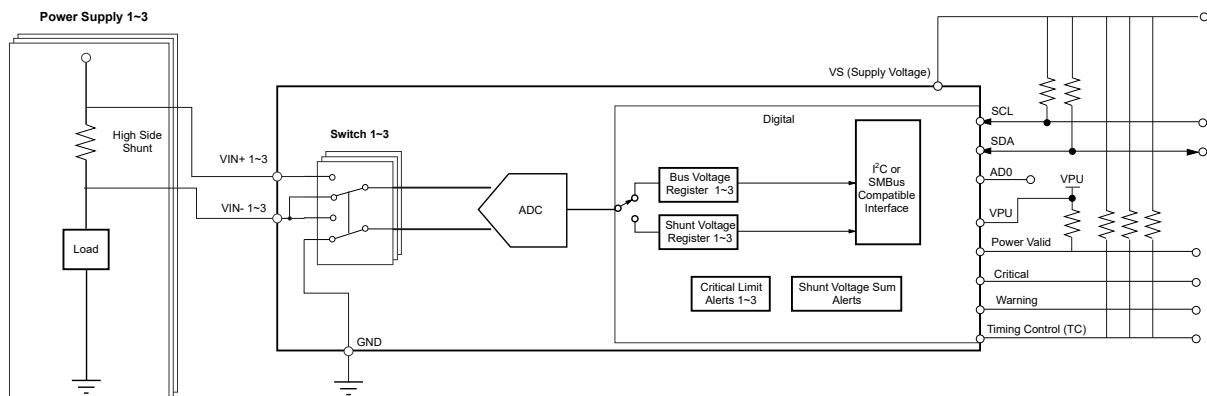 Power Supply 1~3
High Side
Shunt
Load
VIN+ 1~3
VIN- 1~3
Switch 1~3
ADC
GND
VS (Supply Voltage)
Digital
Bus Voltage
Register 1~3
Shunt Voltage
Register 1~3
I²C or
SMBus
Compatible
Interface
Critical Limit
Alerts 1~3
Shunt Voltage Sum
Alerts
SCL
SDA
AD0
VPU
VPU
Power Valid
Critical
Warning
Timing Control (TC)